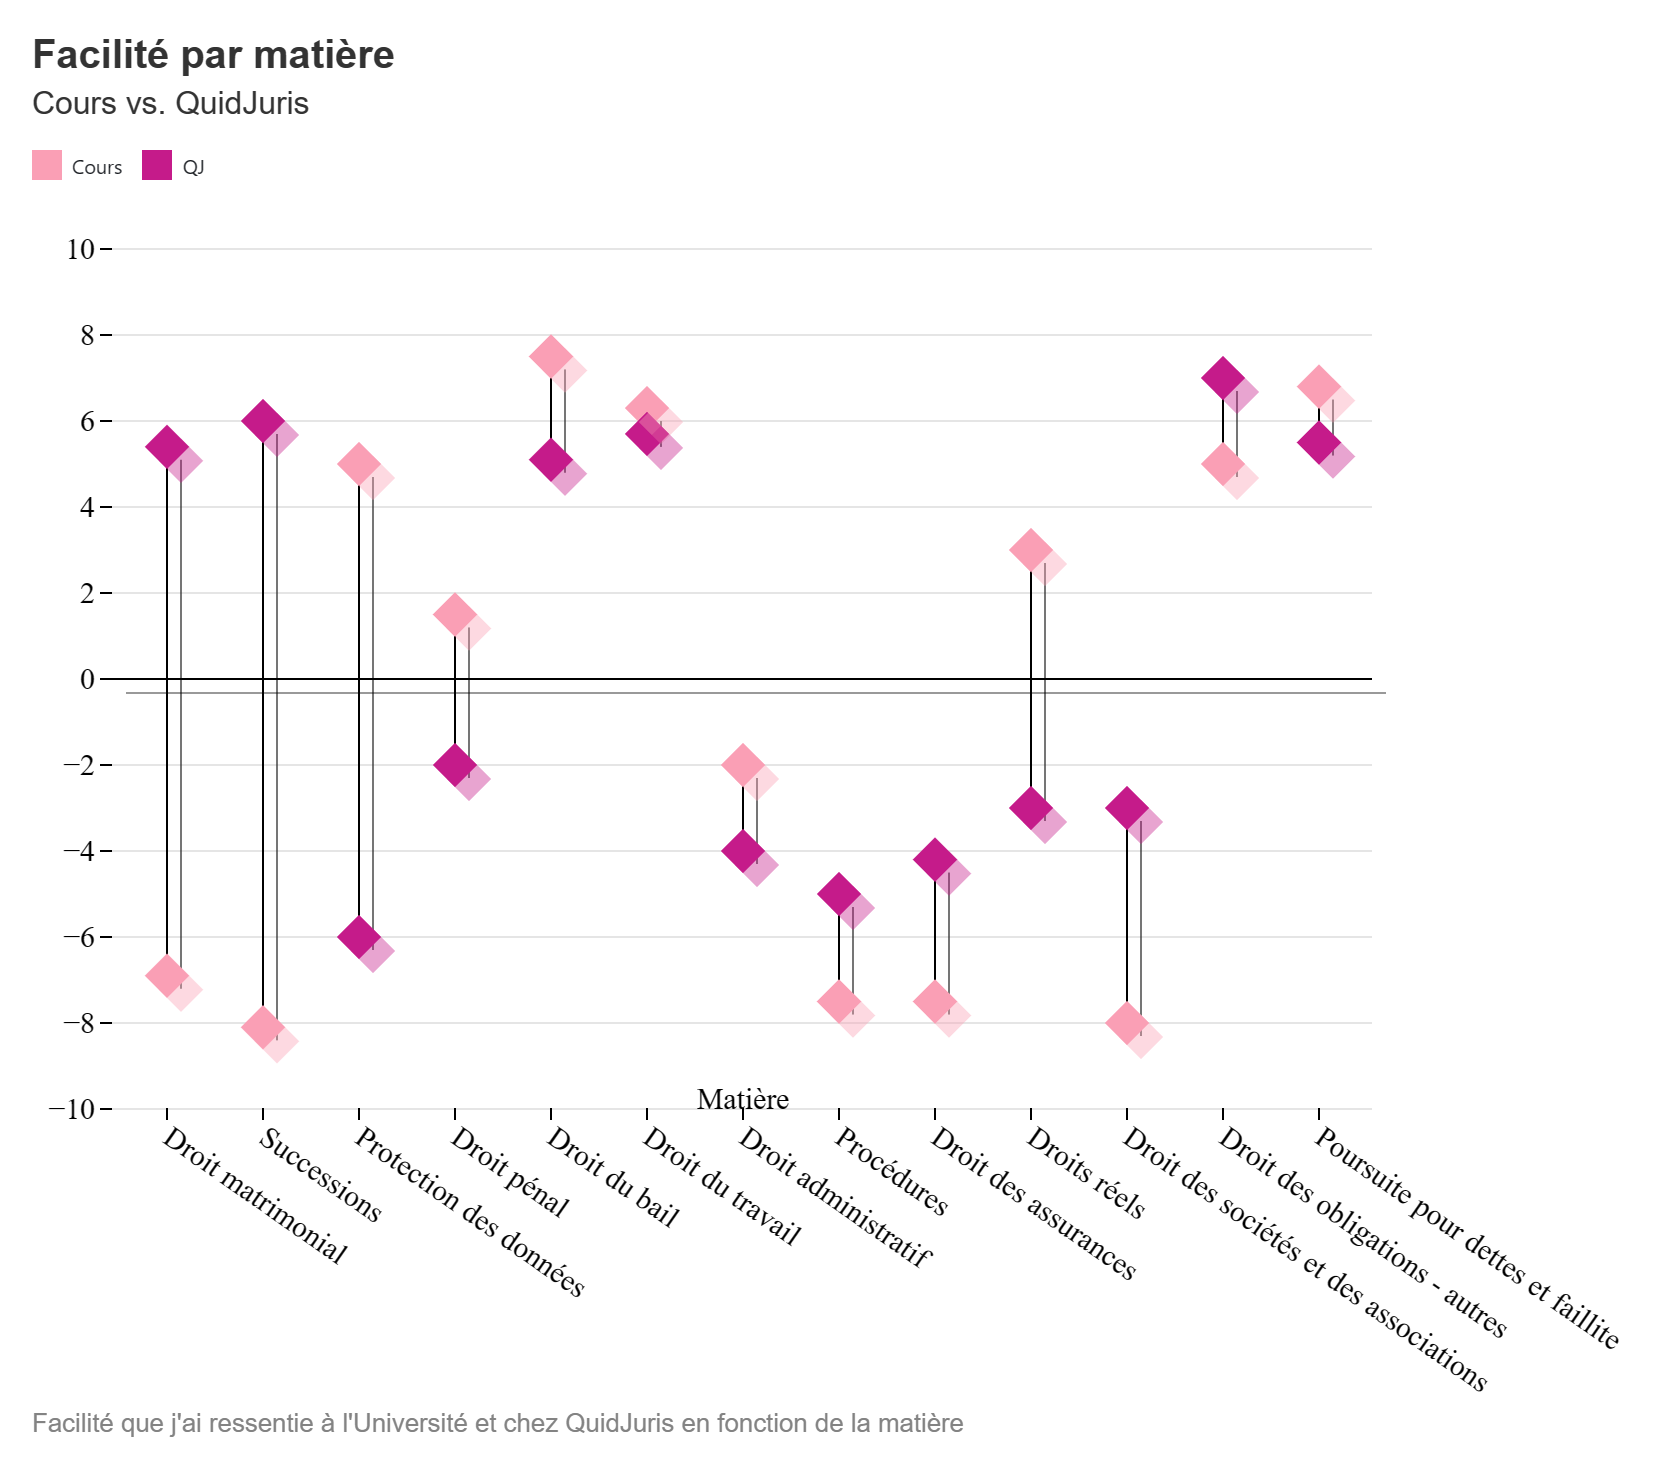 Facilité par matière
Cours vs. QuidJuris
Cours QJ
10
8
6
4
2
0
−2
−4
−6
−8
−10
Matière
Droit matrimonial
Successions
Protection des données
Droit pénal
Droit du bail
Droit du travail
Droit administratif
Procédures
Droit des assurances
Droits réels
Droit des sociétés et des associations
Droit des obligations - autres
Poursuite pour dettes et faillite
Facilité que j'ai ressentie à l'Université et chez QuidJuris en fonction de la matière